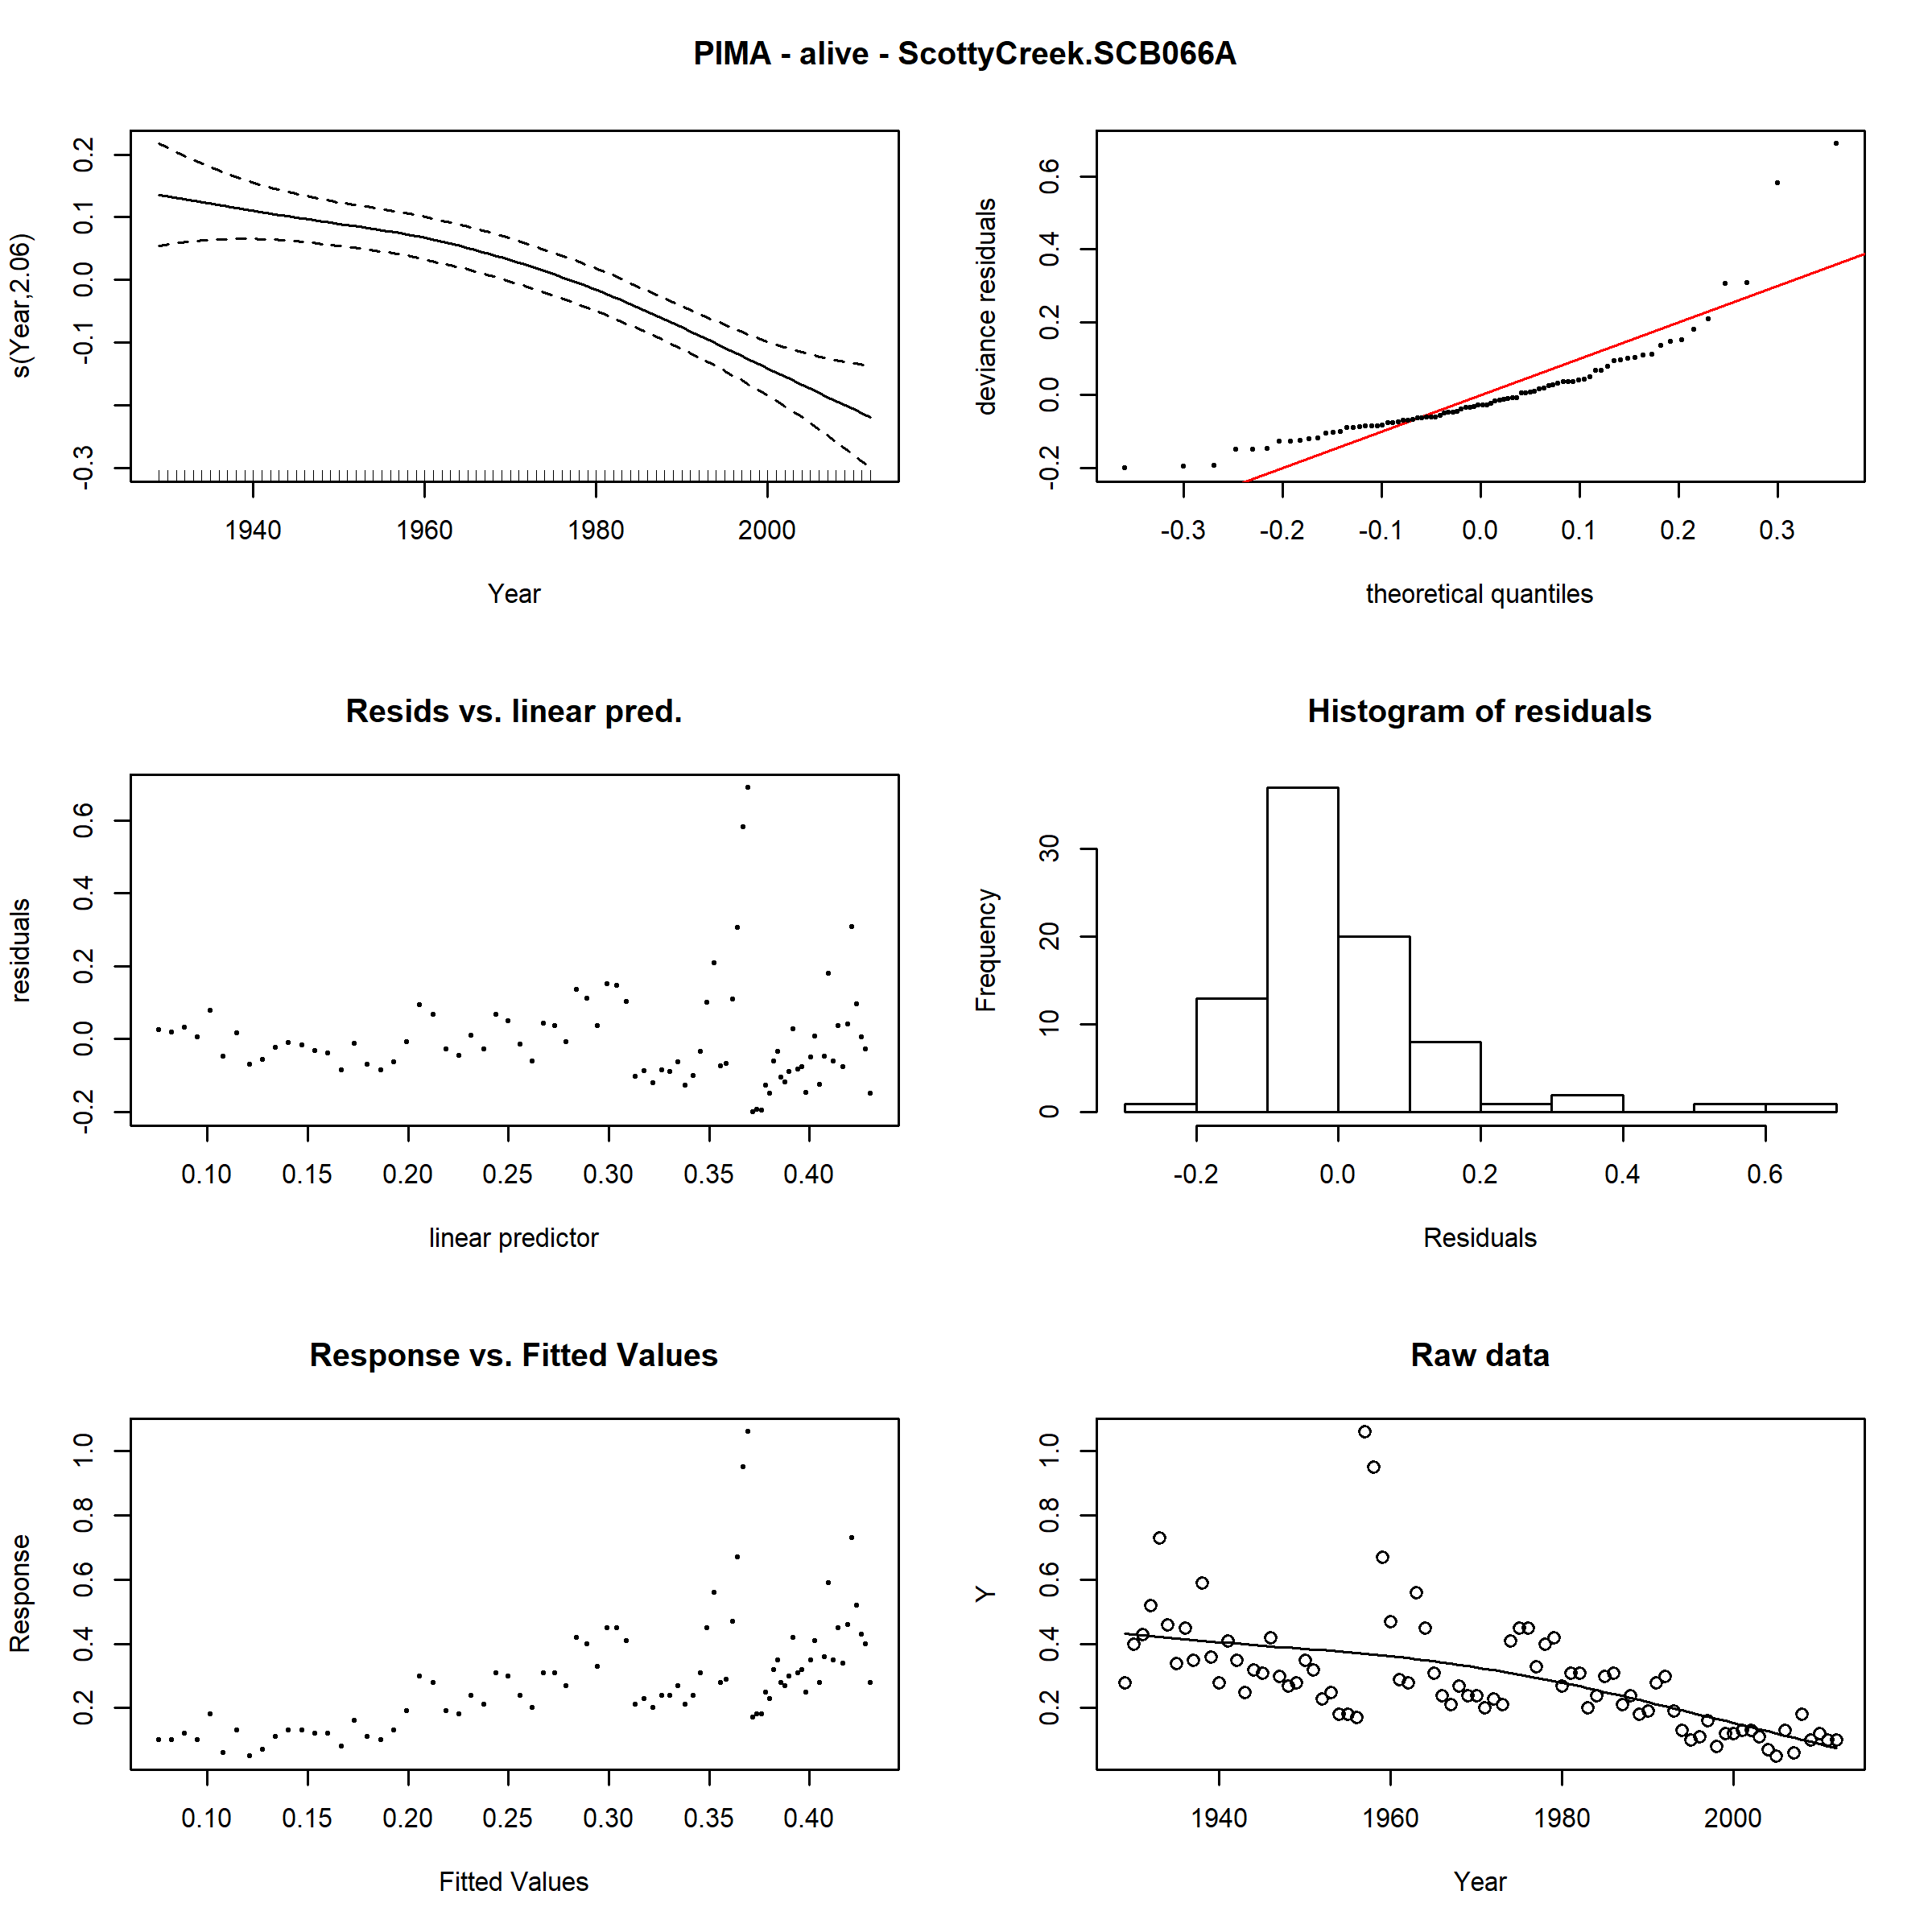 PIMA - alive - ScottyCreek.SCB066A
s(Year,2.06)
0.2
0.1
0.0
-0.1
-0.3
1940 1960 1980 2000
Year
deviance residuals
0.6
0.4
0.2
0.0
-0.2
-0.3 -0.2 -0.1 0.0 0.1 0.2 0.3
theoretical quantiles
Resids vs. linear pred.
residuals
0.6
0.4
0.2
0.0
-0.2
0.10 0.15 0.20 0.25 0.30 0.35 0.40
linear predictor
Histogram of residuals
Frequency
30
20
10
0
-0.2 0.0 0.2 0.4 0.6
Residuals
Response vs. Fitted Values
Response
1.0
0.8
0.6
0.4
0.2
0.10 0.15 0.20 0.25 0.30 0.35 0.40
Fitted Values
Raw data
Y
1.0
0.8
0.6
0.4
0.2
1940 1960 1980 2000
Year